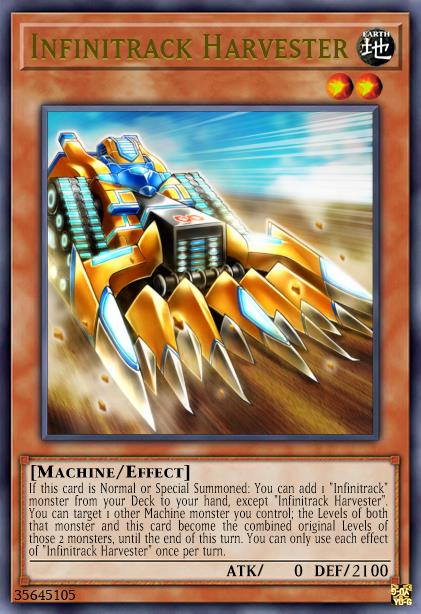 INFINITRACK HARVESTER
EARTH
地
[MACHINE/EFFECT]
If this card is Normal or Special Summoned: You can add 1 "Infinitrack"
monster from your Deck to your hand, except "Infinitrack Harvester".
You can target 1 other Machine monster you control; the Levels of both
that monster and this card become the combined original Levels of
those 2 monsters, until the end of this turn. You can only use each effect
of "Infinitrack Harvester" once per turn.
ATK/ 0 DEF/2100
35645105